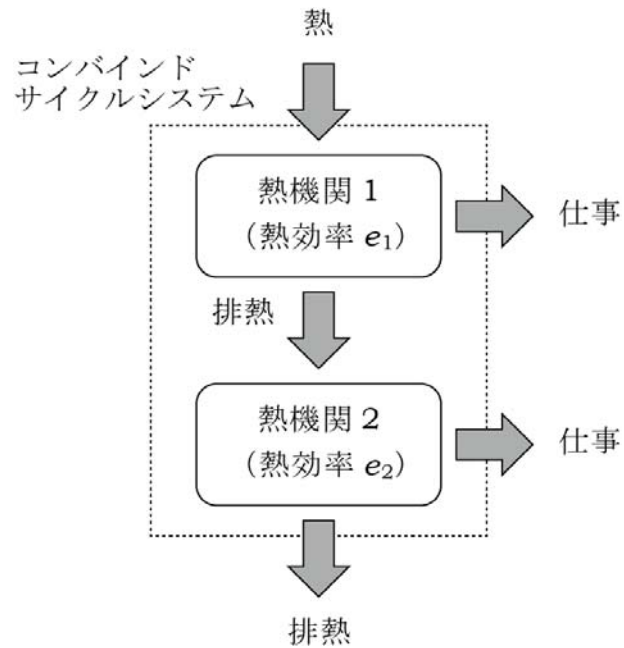 熱
コンバインド
サイクルシステム
熱機関 1
（熱効率 e₁）
仕事
排熱
熱機関 2
（熱効率 e₂）
仕事
排熱